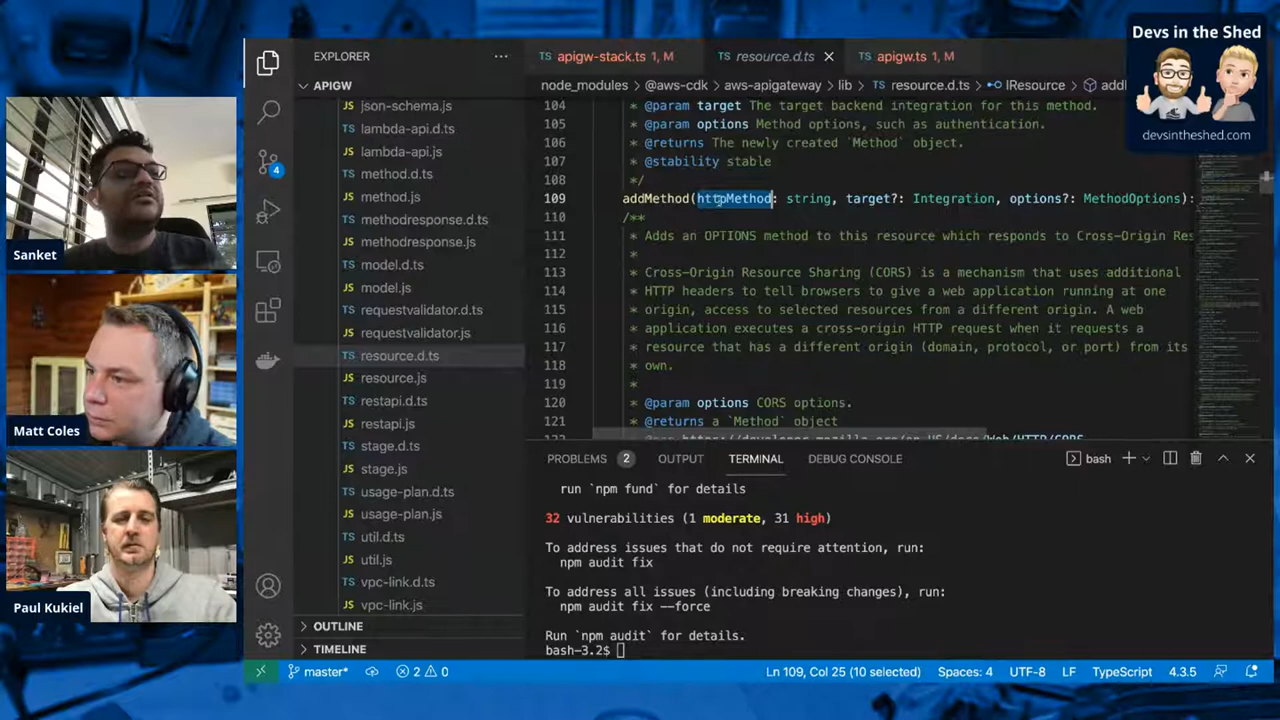 Devs in the Shed
devsintheshed.com
Sanket
Matt Coles
Paul Kukiel
EXPLORER
APIGW
json-schema.js
lambda-api.d.ts
lambda-api.js
method.d.ts
method.js
methodresponse.d.ts
methodresponse.js
model.d.ts
model.js
requestvalidator.d.ts
requestvalidator.js
resource.d.ts
resource.js
restapi.d.ts
restapi.js
stage.d.ts
stage.js
usage-plan.d.ts
usage-plan.js
util.d.ts
util.js
vpc-link.d.ts
vpc-link.js
OUTLINE
TIMELINE
4
TS apigw-stack.ts 1, M TS resource.d.ts TS apigw.ts 1, M
node_modules > @aws-cdk > aws-apigateway > lib > TS resource.d.ts > IResource > addl
104 * @param target The target backend integration for this method.
105 * @param options Method options, such as authentication.
106 * @returns The newly created `Method` object.
107 * @stability stable
108 */
109 addMethod(httpMethod: string, target?: Integration, options?: MethodOptions):
110 /**
111 * Adds an OPTIONS method to this resource which responds to Cross-Origin Res
112 *
113 * Cross-Origin Resource Sharing (CORS) is a mechanism that uses additional
114 * HTTP headers to tell browsers to give a web application running at one
115 * origin, access to selected resources from a different origin. A web
116 * application executes a cross-origin HTTP request when it requests a
117 * resource that has a different origin (domain, protocol, or port) from its
118 * own.
119 *
120 * @param options CORS options.
121 * @returns a `Method` object
PROBLEMS 2 OUTPUT TERMINAL DEBUG CONSOLE bash
run `npm fund` for details
32 vulnerabilities (1 moderate, 31 high)
To address issues that do not require attention, run:
npm audit fix
To address all issues (including breaking changes), run:
npm audit fix --force
Run `npm audit` for details.
bash-3.2$
master* 2 0 Ln 109, Col 25 (10 selected) Spaces: 4 UTF-8 LF TypeScript 4.3.5